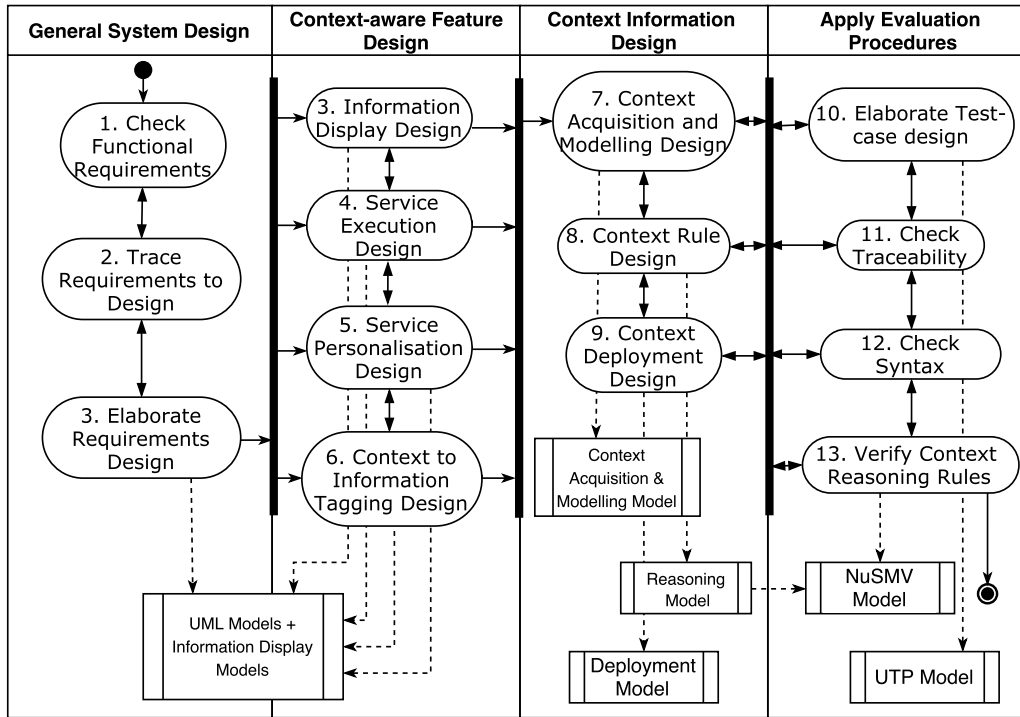 General System Design
Context-aware Feature
Design
Context Information
Design
Apply Evaluation
Procedures
1. Check
Functional
Requirements
2. Trace
Requirements to
Design
3. Elaborate
Requirements
Design
3. Information
Display Design
4. Service
Execution
Design
5. Service
Personalisation
Design
6. Context to
Information
Tagging Design
UML Models +
Information Display
Models
7. Context
Acquisition and
Modelling Design
8. Context Rule
Design
9. Context
Deployment
Design
Context
Acquisition &
Modelling Model
Reasoning
Model
Deployment
Model
10. Elaborate Test-
case design
11. Check
Traceability
12. Check
Syntax
13. Verify Context
Reasoning Rules
NuSMV
Model
UTP Model